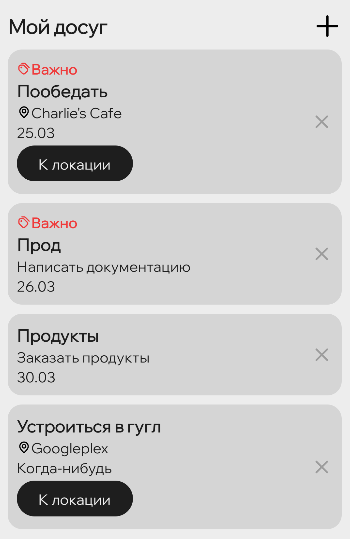 Мой досуг
Важно
Пообедать
Charlie's Cafe
25.03
К локации
Важно
Прод
Написать документацию
26.03
Продукты
Заказать продукты
30.03
Устроиться в гугл
Googleplex
Когда-нибудь
К локации